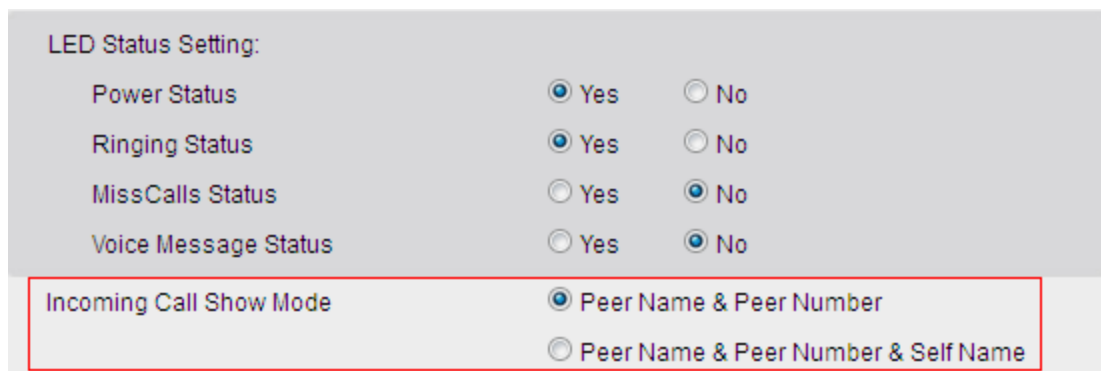 LED Status Setting:
Power Status Yes No
Ringing Status Yes No
MissCalls Status Yes No
Voice Message Status Yes No
Incoming Call Show Mode Peer Name & Peer Number
Peer Name & Peer Number & Self Name